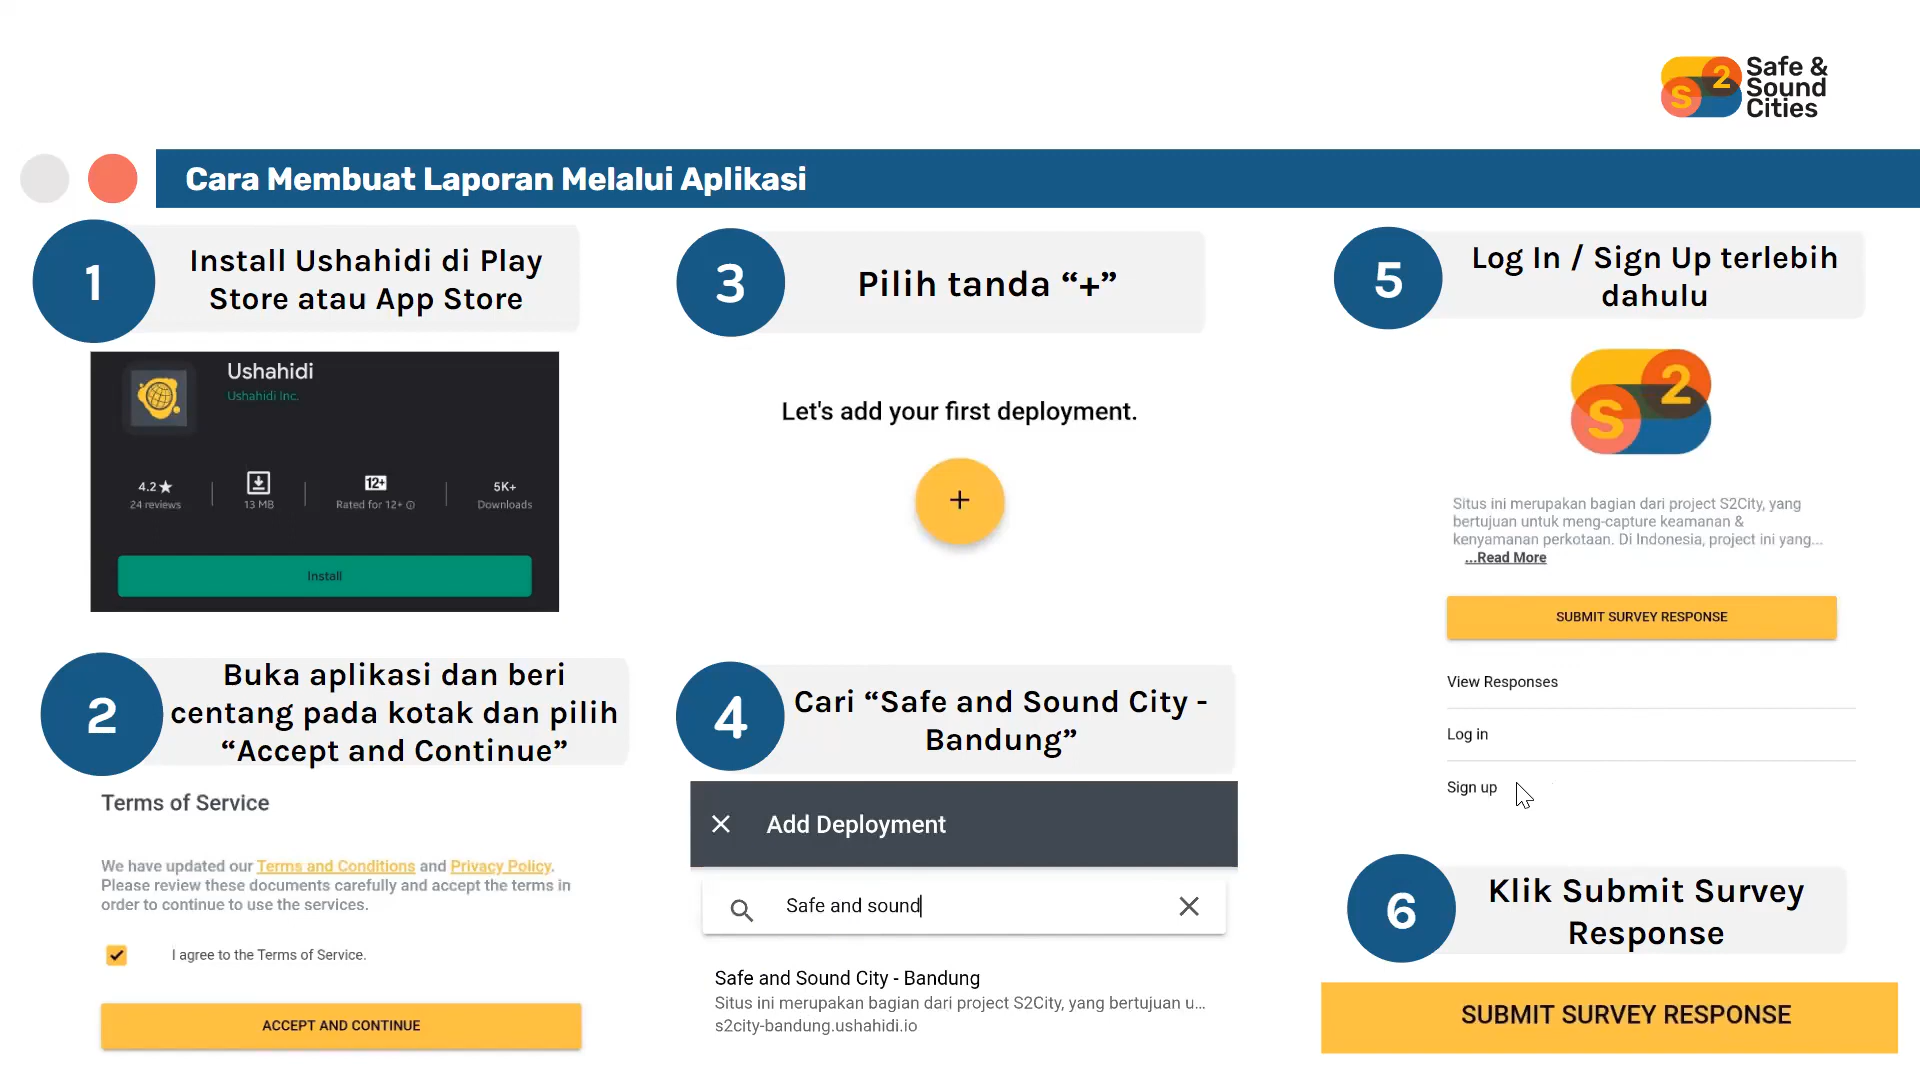 S 2 Safe &
Sound
Cities
Cara Membuat Laporan Melalui Aplikasi
1
Install Ushahidi di Play
Store atau App Store
Ushahidi
Ushahidi Inc.
4.2★
24 reviews
13 MB
12+
Rated for 12+
5K+
Downloads
Install
2
Buka aplikasi dan beri
centang pada kotak dan pilih
“Accept and Continue”
Terms of Service
We have updated our Terms and Conditions and Privacy Policy.
Please review these documents carefully and accept the terms in
order to continue to use the services.
I agree to the Terms of Service.
ACCEPT AND CONTINUE
3
Pilih tanda “+”
Let's add your first deployment.
+
4
Cari “Safe and Sound City -
Bandung”
Add Deployment
Safe and sound
Safe and Sound City - Bandung
Situs ini merupakan bagian dari project S2City, yang bertujuan u...
s2city-bandung.ushahidi.io
5
Log In / Sign Up terlebih
dahulu
S 2
Situs ini merupakan bagian dari project S2City, yang
bertujuan untuk meng-capture keamanan &
kenyamanan perkotaan. Di Indonesia, project ini yang...
...Read More
SUBMIT SURVEY RESPONSE
View Responses
Log in
Sign up
6
Klik Submit Survey
Response
SUBMIT SURVEY RESPONSE